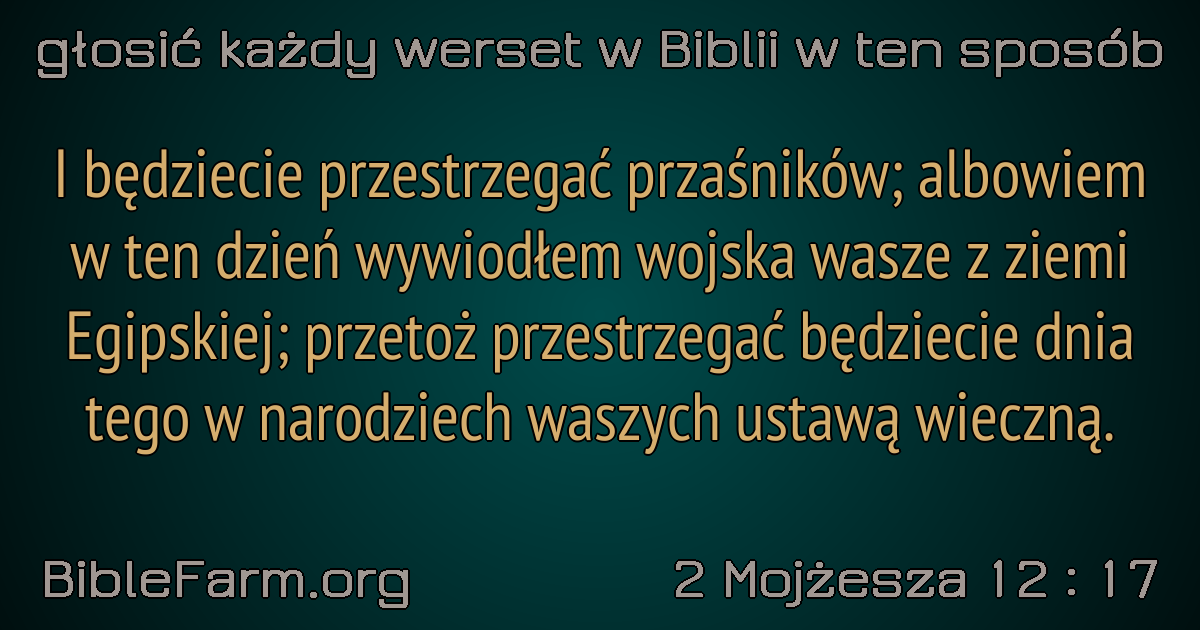 głosić każdy werset w Biblii w ten sposób
I będziecie przestrzegać przaśników; albowiem
w ten dzień wywiodłem wojska wasze z ziemi
Egipskiej; przetoż przestrzegać będziecie dnia
tego w narodziech waszych ustawą wieczną.
BibleFarm.org
2 Mojżesza 12 : 17